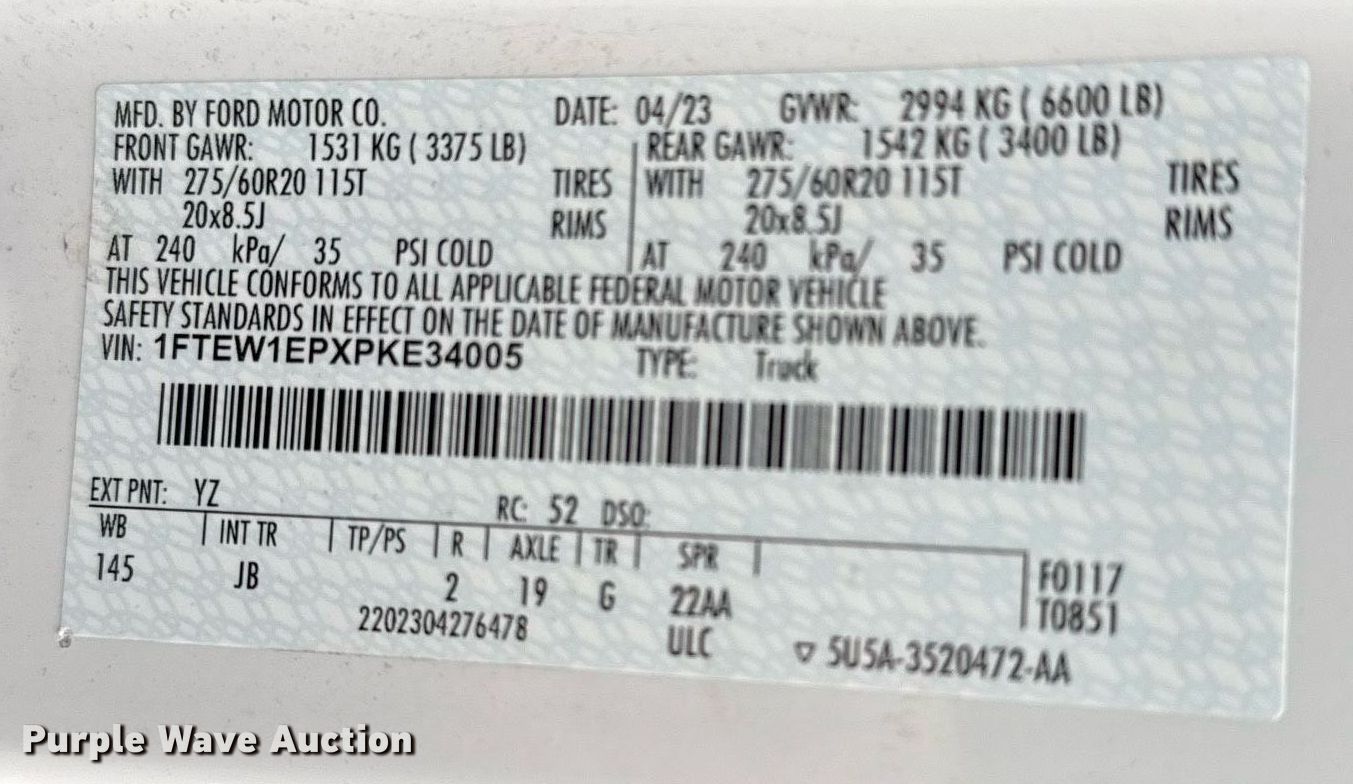 MFD. BY FORD MOTOR CO. DATE: 04/23 GVWR: 2994 KG ( 6600 LB)
FRONT GAWR: 1531 KG ( 3375 LB) REAR GAWR: 1542 KG ( 3400 LB)
WITH 275/60R20 115T TIRES WITH 275/60R20 115T TIRES
20x8.5J RIMS 20x8.5J RIMS
AT 240 kPa/ 35 PSI COLD AT 240 kPa/ 35 PSI COLD
THIS VEHICLE CONFORMS TO ALL APPLICABLE FEDERAL MOTOR VEHICLE
SAFETY STANDARDS IN EFFECT ON THE DATE OF MANUFACTURE SHOWN ABOVE.
VIN: 1FTEW1EPXPKE34005 TYPE: Truck
EXT PNT: YZ RC: 52 DSO:
WB INT TR TP/PS R AXLE TR SPR
145 JB 2 19 G 22AA F0117
2202304276478 ULC T0851
▽ 5U5A-3520472-AA
Purple Wave Auction